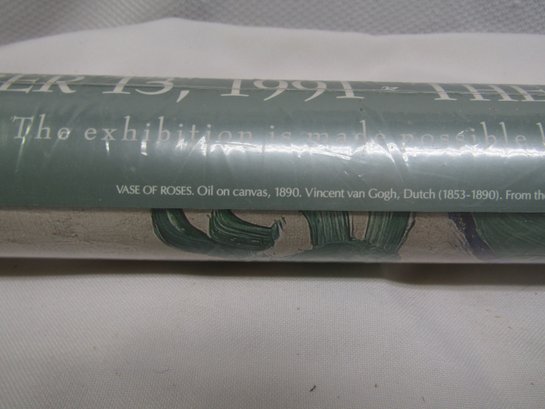 ER 13, 1991 - THE
The exhibition is made possible
VASE OF ROSES. Oil on canvas, 1890. Vincent van Gogh, Dutch (1853-1890). From the